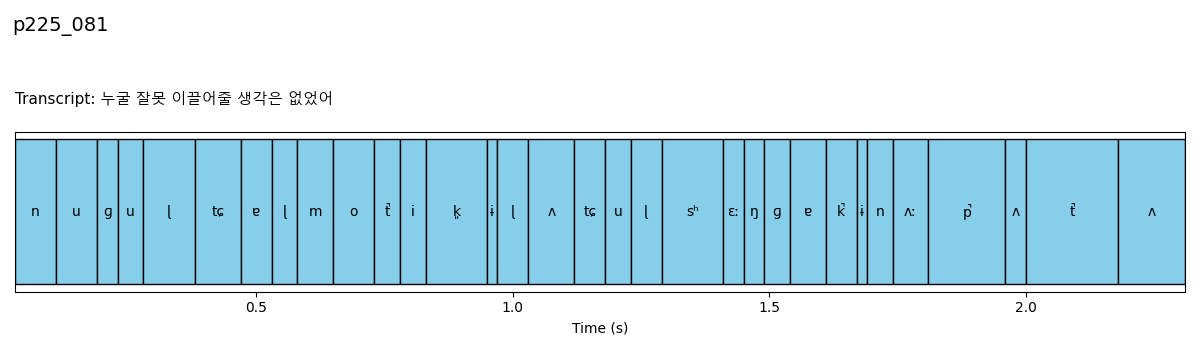 p225_081
Transcript: 누굴 잘못 이끌어줄 생각은 없었어
n u ɡ u ɭ tɕ ɐ ɭ m o t̚ i k͈ ɨ ɭ ʌ tɕ u ɭ sʰ ɛː ŋ ɡ ɐ k̚ ɨ n ʌː p̚ ʌ t̚ ʌ
0.5 1.0 1.5 2.0
Time (s)